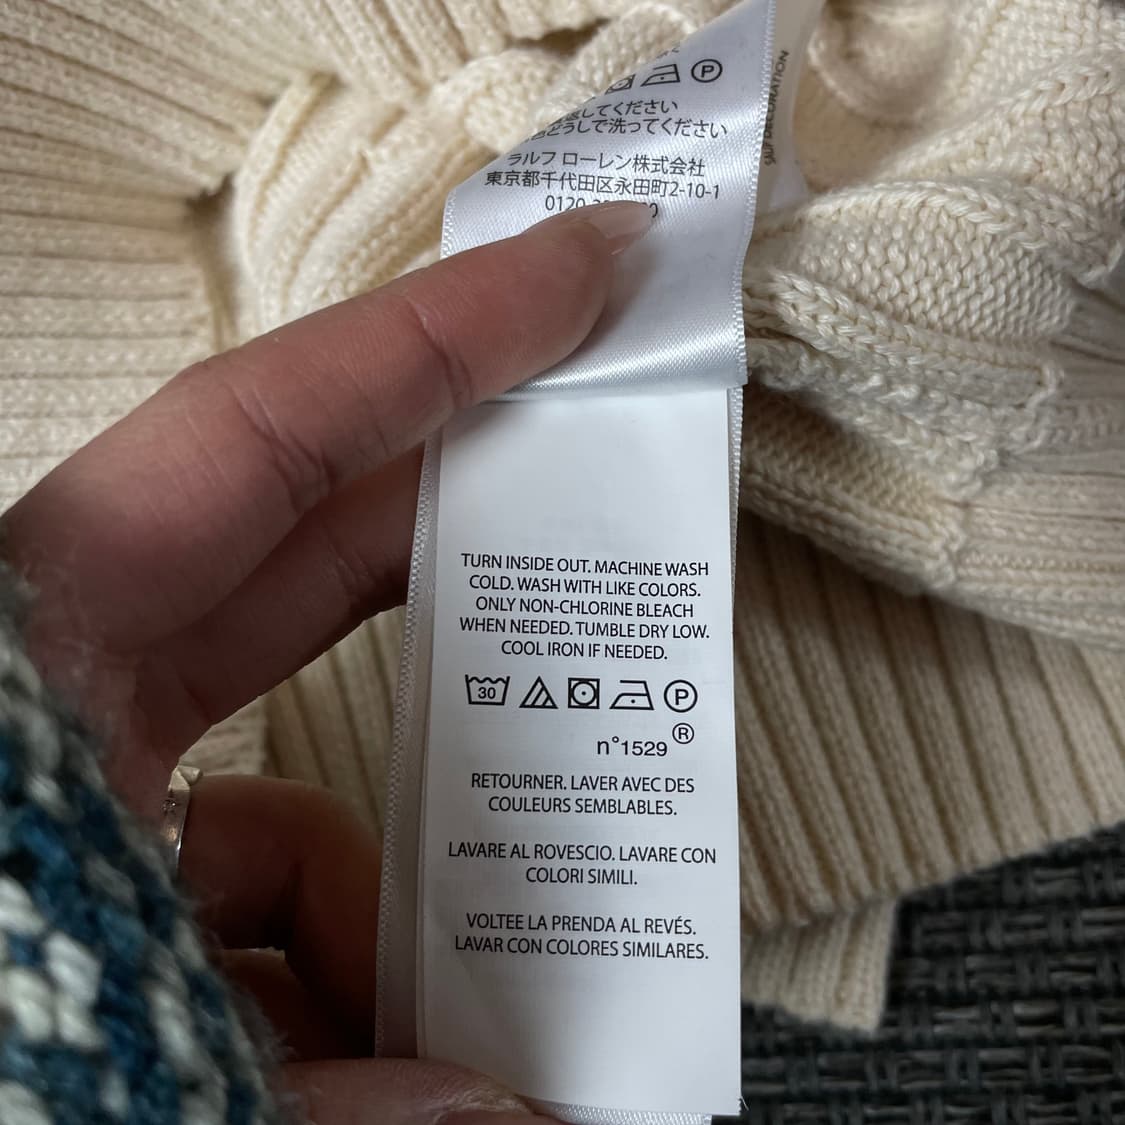 P
してください
どうしで洗ってください
ラルフ ローレン株式会社
東京都千代田区永田町2-10-1
0120
DECORATION
TURN INSIDE OUT. MACHINE WASH
COLD. WASH WITH LIKE COLORS.
ONLY NON-CHLORINE BLEACH
WHEN NEEDED. TUMBLE DRY LOW.
COOL IRON IF NEEDED.
30 P
n°1529 ®
RETOURNER. LAVER AVEC DES
COULEURS SEMBLABLES.
LAVARE AL ROVESCIO. LAVARE CON
COLORI SIMILI.
VOLTEE LA PRENDA AL REVÉS.
LAVAR CON COLORES SIMILARES.